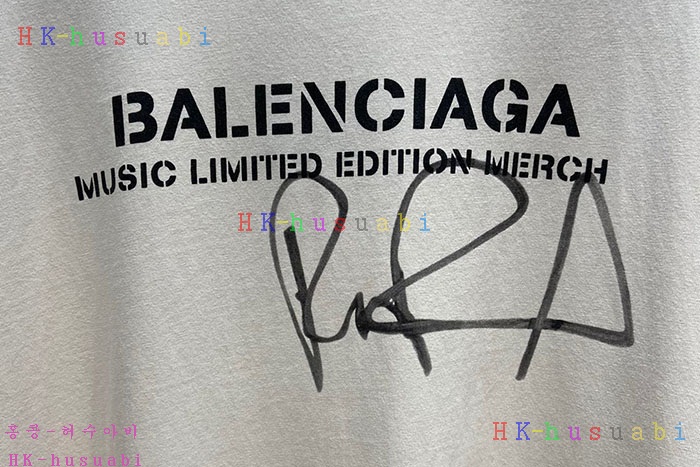 HK-husuabi
BALENCIAGA
MUSIC LIMITED EDITION MERCH
HK-husuabi
홍콩-허수아비
HK-husuabi
HK-husuabi